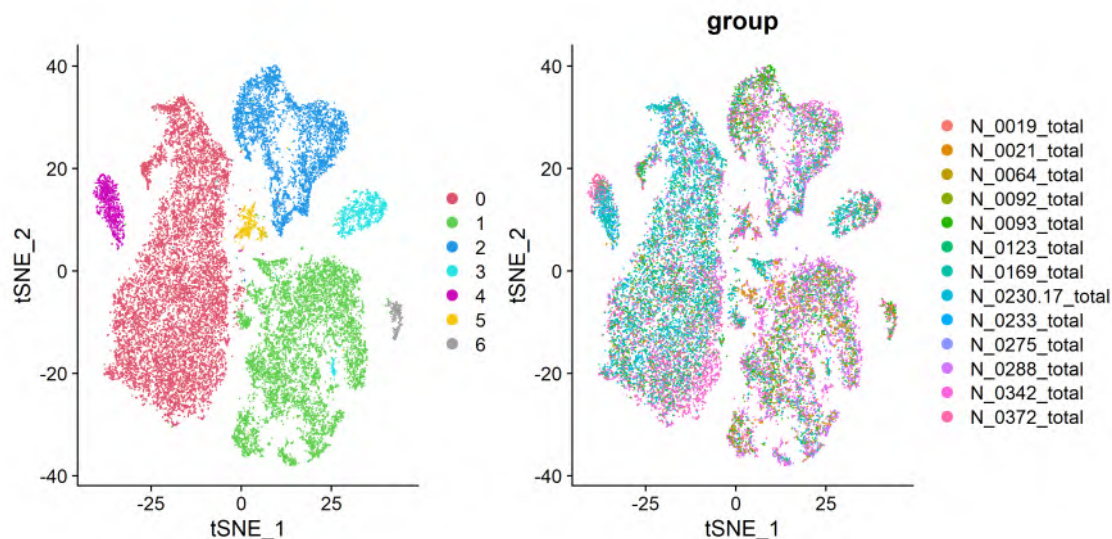 group
40
20
0
-20
-40
tSNE_2
-25
0
25
tSNE_1
0
1
2
3
4
5
6
40
20
0
-20
-40
tSNE_2
-25
0
25
tSNE_1
N_0019_total
N_0021_total
N_0064_total
N_0092_total
N_0093_total
N_0123_total
N_0169_total
N_0230.17_total
N_0233_total
N_0275_total
N_0288_total
N_0342_total
N_0372_total